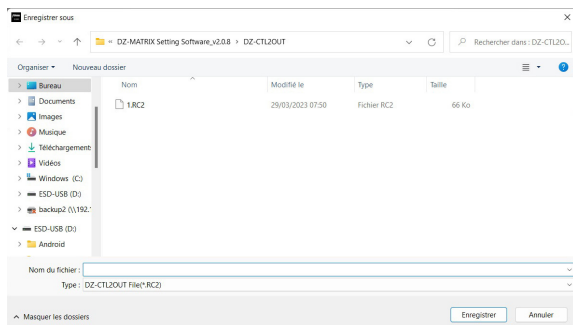 Enregistrer sous
« DZ-MATRIX Setting Software_v2.0.8 > DZ-CTL2OUT
Rechercher dans : DZ-CTL2O...
Organiser
Nouveau dossier
Nom Modifié le Type Taille
1.RC2 29/03/2023 07:50 Fichier RC2 66 Ko
Bureau
Documents
Images
Musique
Téléchargements
Vidéos
Windows (C:)
ESD-USB (D:)
backup2 (\\192.1
ESD-USB (D:)
Android
Nom du fichier :
Type : DZ-CTL2OUT File(*.RC2)
Masquer les dossiers
Enregistrer
Annuler